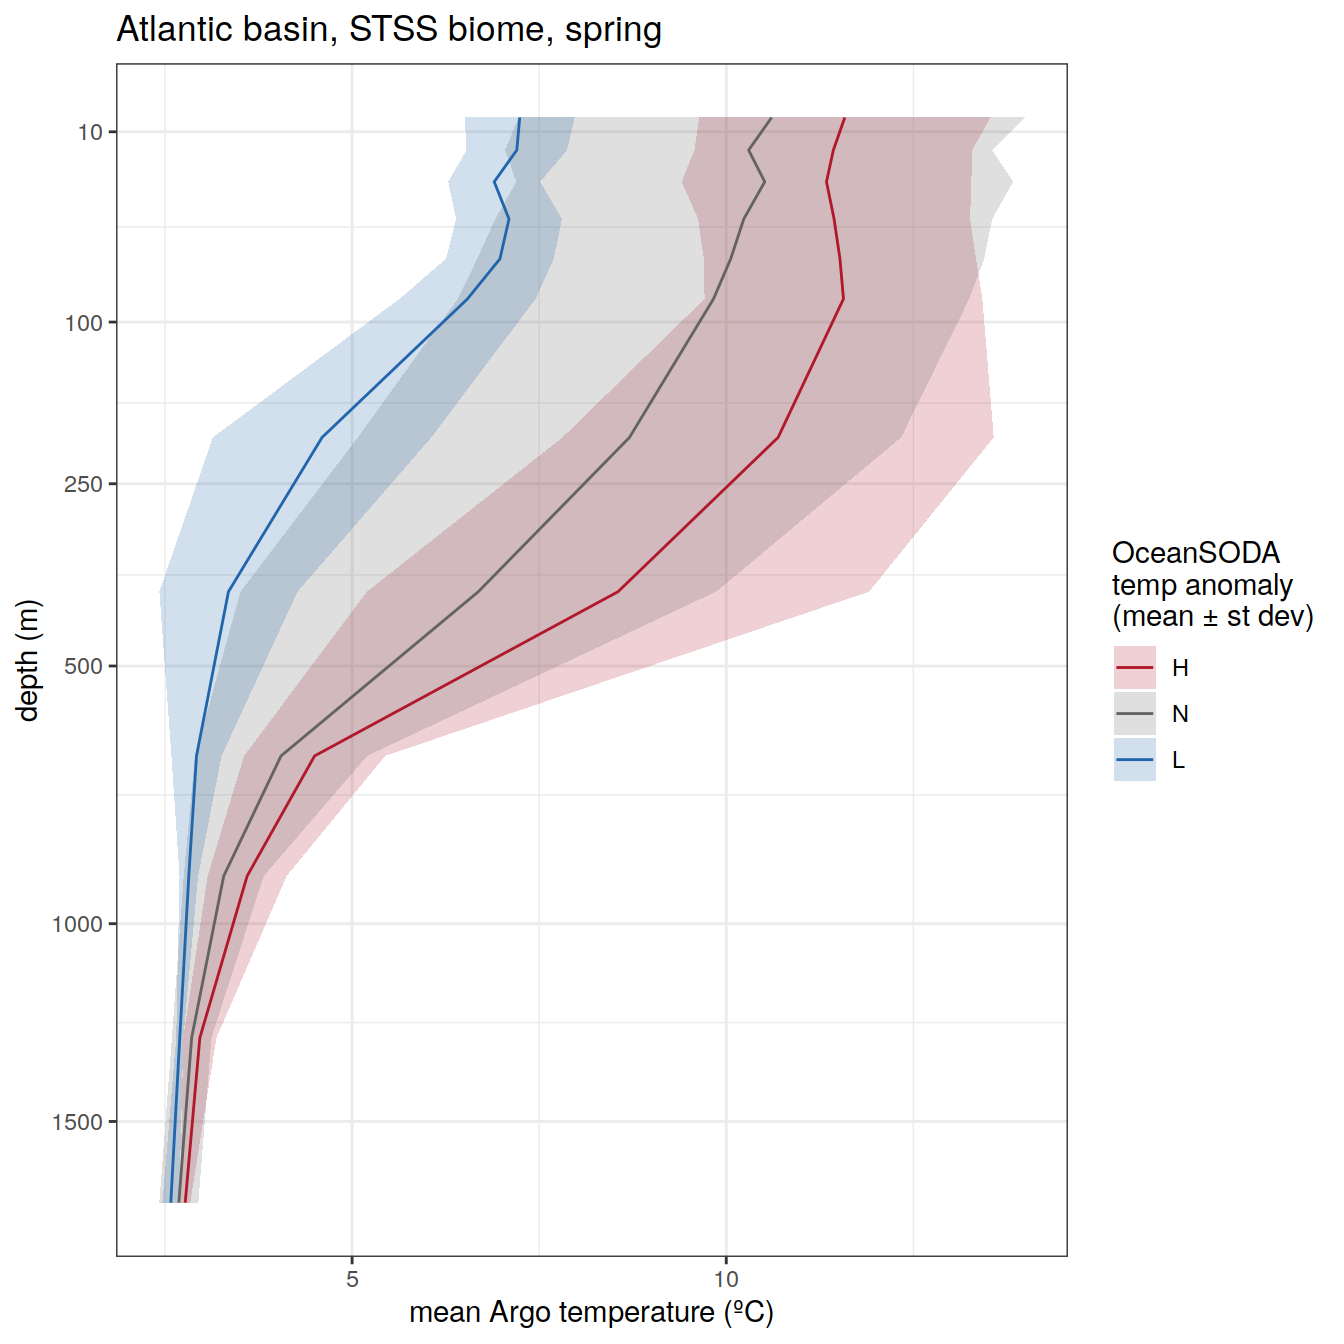 Atlantic basin, STSS biome, spring
10
100
250
500
1000
1500
depth (m)
5
10
mean Argo temperature (ºC)
OceanSODA
temp anomaly
(mean ± st dev)
H
N
L